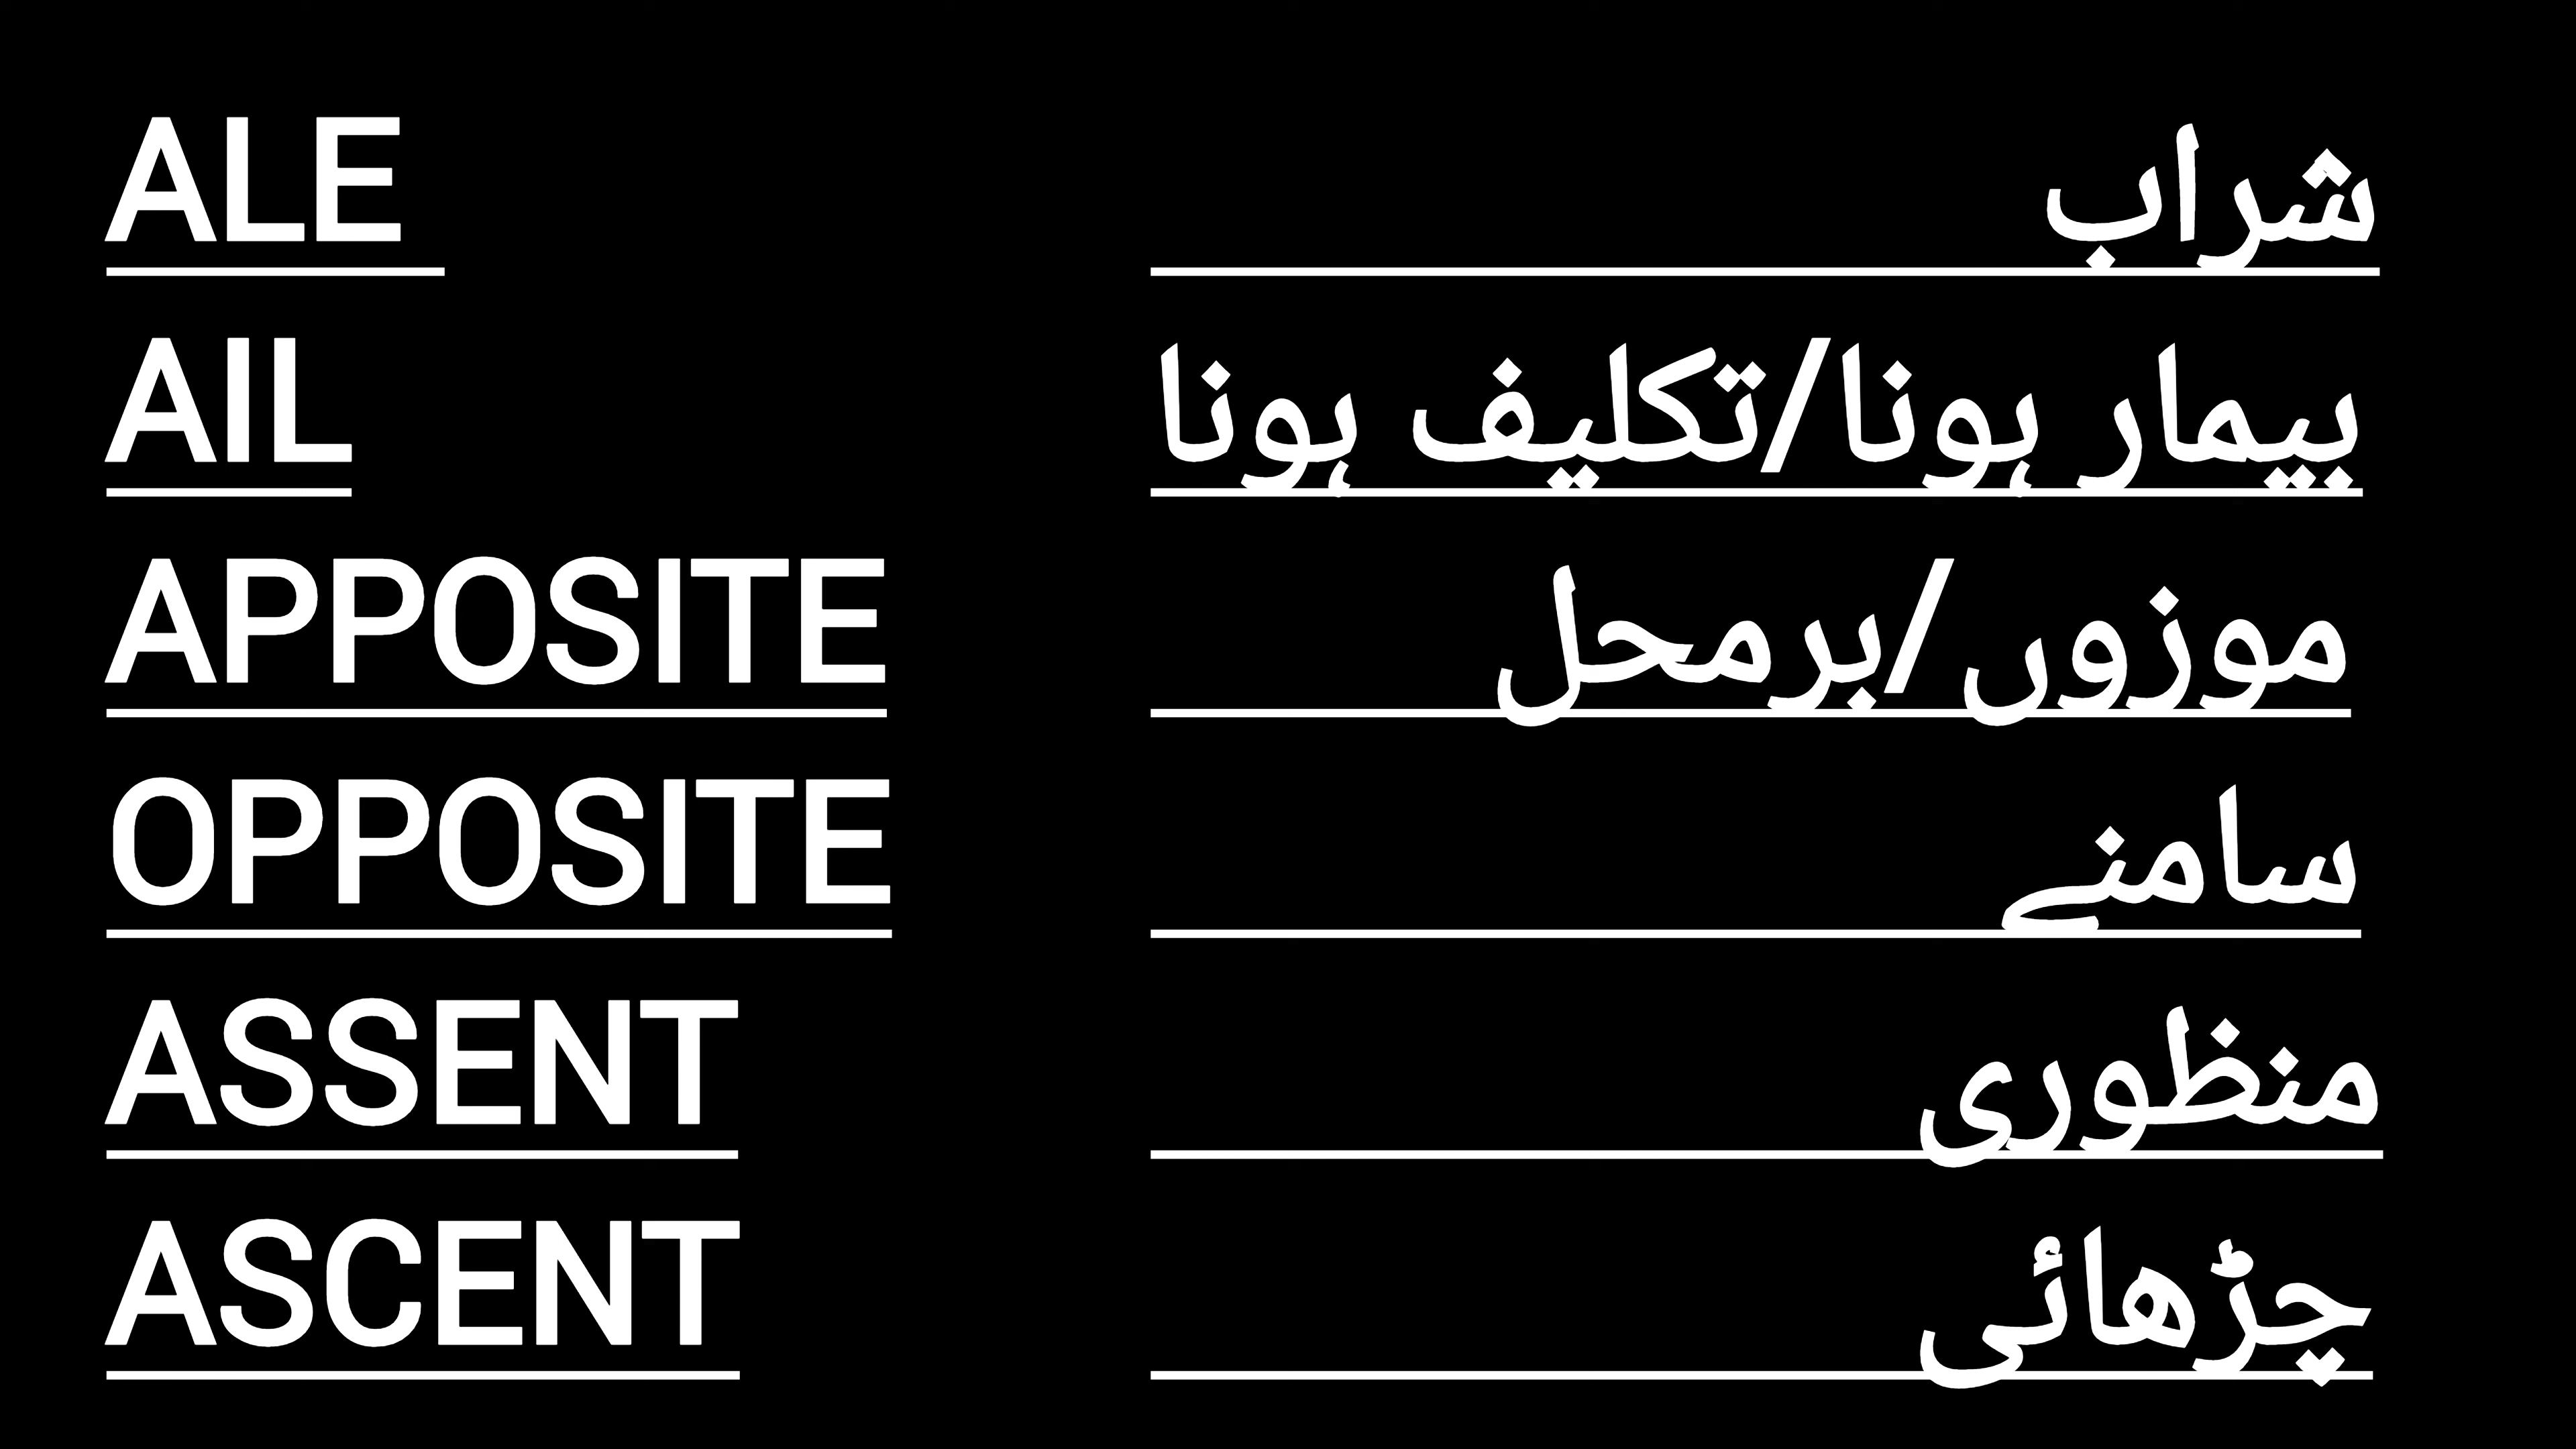 ALE شراب
AIL بیمار ہونا/تکلیف ہونا
APPOSITE موزوں/برمحل
OPPOSITE سامنے
ASSENT منظوری
ASCENT چڑھائی